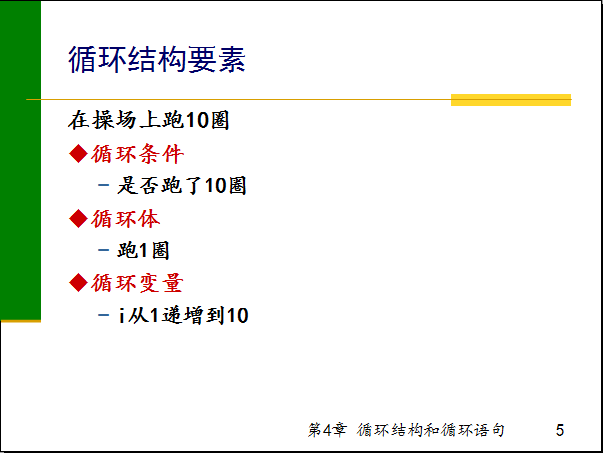 循环结构要素
在操场上跑10圈
◆循环条件
– 是否跑了10圈
◆循环体
– 跑1圈
◆循环变量
– i从1递增到10
第4章 循环结构和循环语句 5